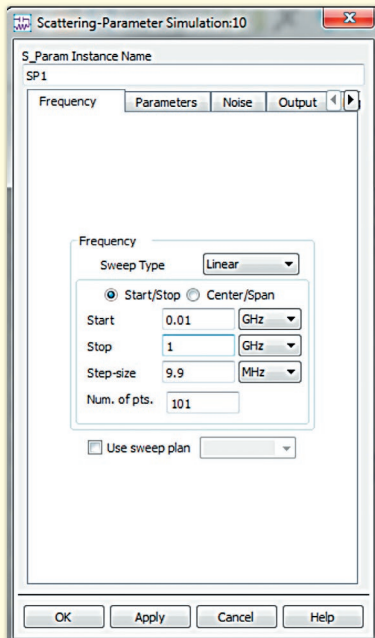 Scattering-Parameter Simulation:10
S_Param Instance Name
SP1
Frequency Parameters Noise Output
Frequency
Sweep Type Linear
Start/Stop Center/Span
Start 0.01 GHz
Stop 1 GHz
Step-size 9.9 MHz
Num. of pts. 101
Use sweep plan
OK Apply Cancel Help